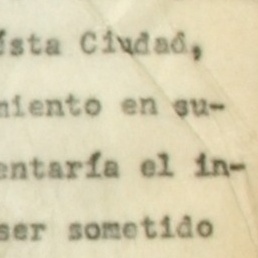 ésta Ciudad,
miento en su-
entaría el in-
ser sometido